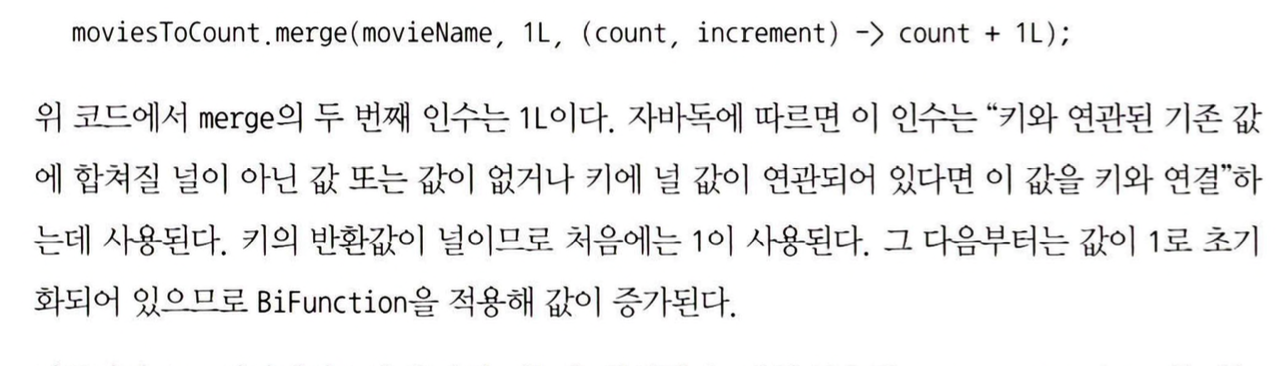 moviesToCount.merge(movieName, 1L, (count, increment) -> count + 1L);
위 코드에서 merge의 두 번째 인수는 1L이다. 자바독에 따르면 이 인수는 “키와 연관된 기존 값
에 합쳐질 널이 아닌 값 또는 값이 없거나 키에 널 값이 연관되어 있다면 이 값을 키와 연결”하
는데 사용된다. 키의 반환값이 널이므로 처음에는 1이 사용된다. 그 다음부터는 값이 1로 초기
화되어 있으므로 BiFunction을 적용해 값이 증가된다.